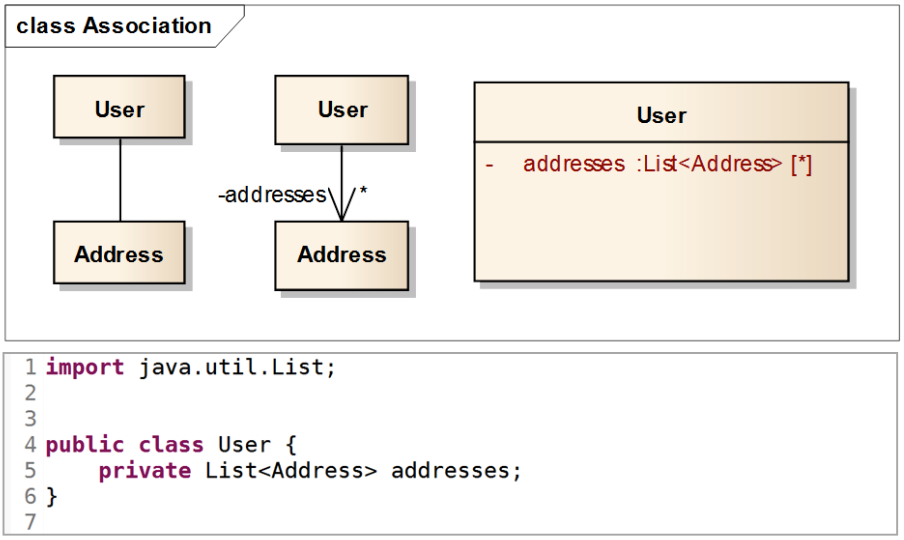 class Association
User
User
User
- addresses :List<Address> [*]
-addresses *
Address
Address
1 import java.util.List;
2
3
4 public class User {
5     private List<Address> addresses;
6 }
7